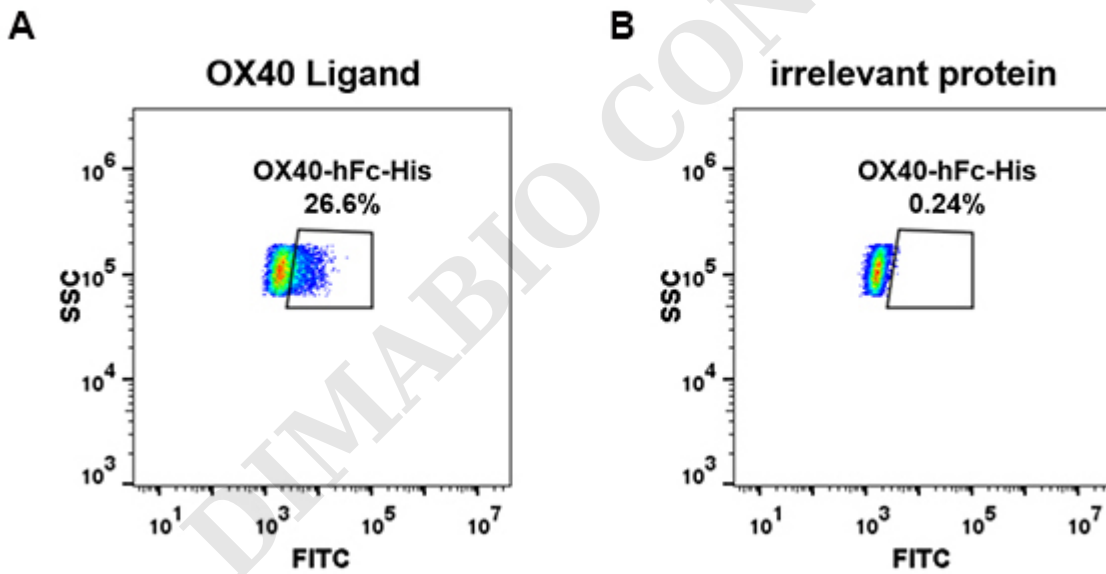 A
OX40 Ligand
OX40-hFc-His
26.6%
SSC
10^6
10^5
10^4
10^3
10^1
10^3
10^5
10^7
FITC
B
irrelevant protein
OX40-hFc-His
0.24%
SSC
10^6
10^5
10^4
10^3
10^1
10^3
10^5
10^7
FITC
DIMABIO CON